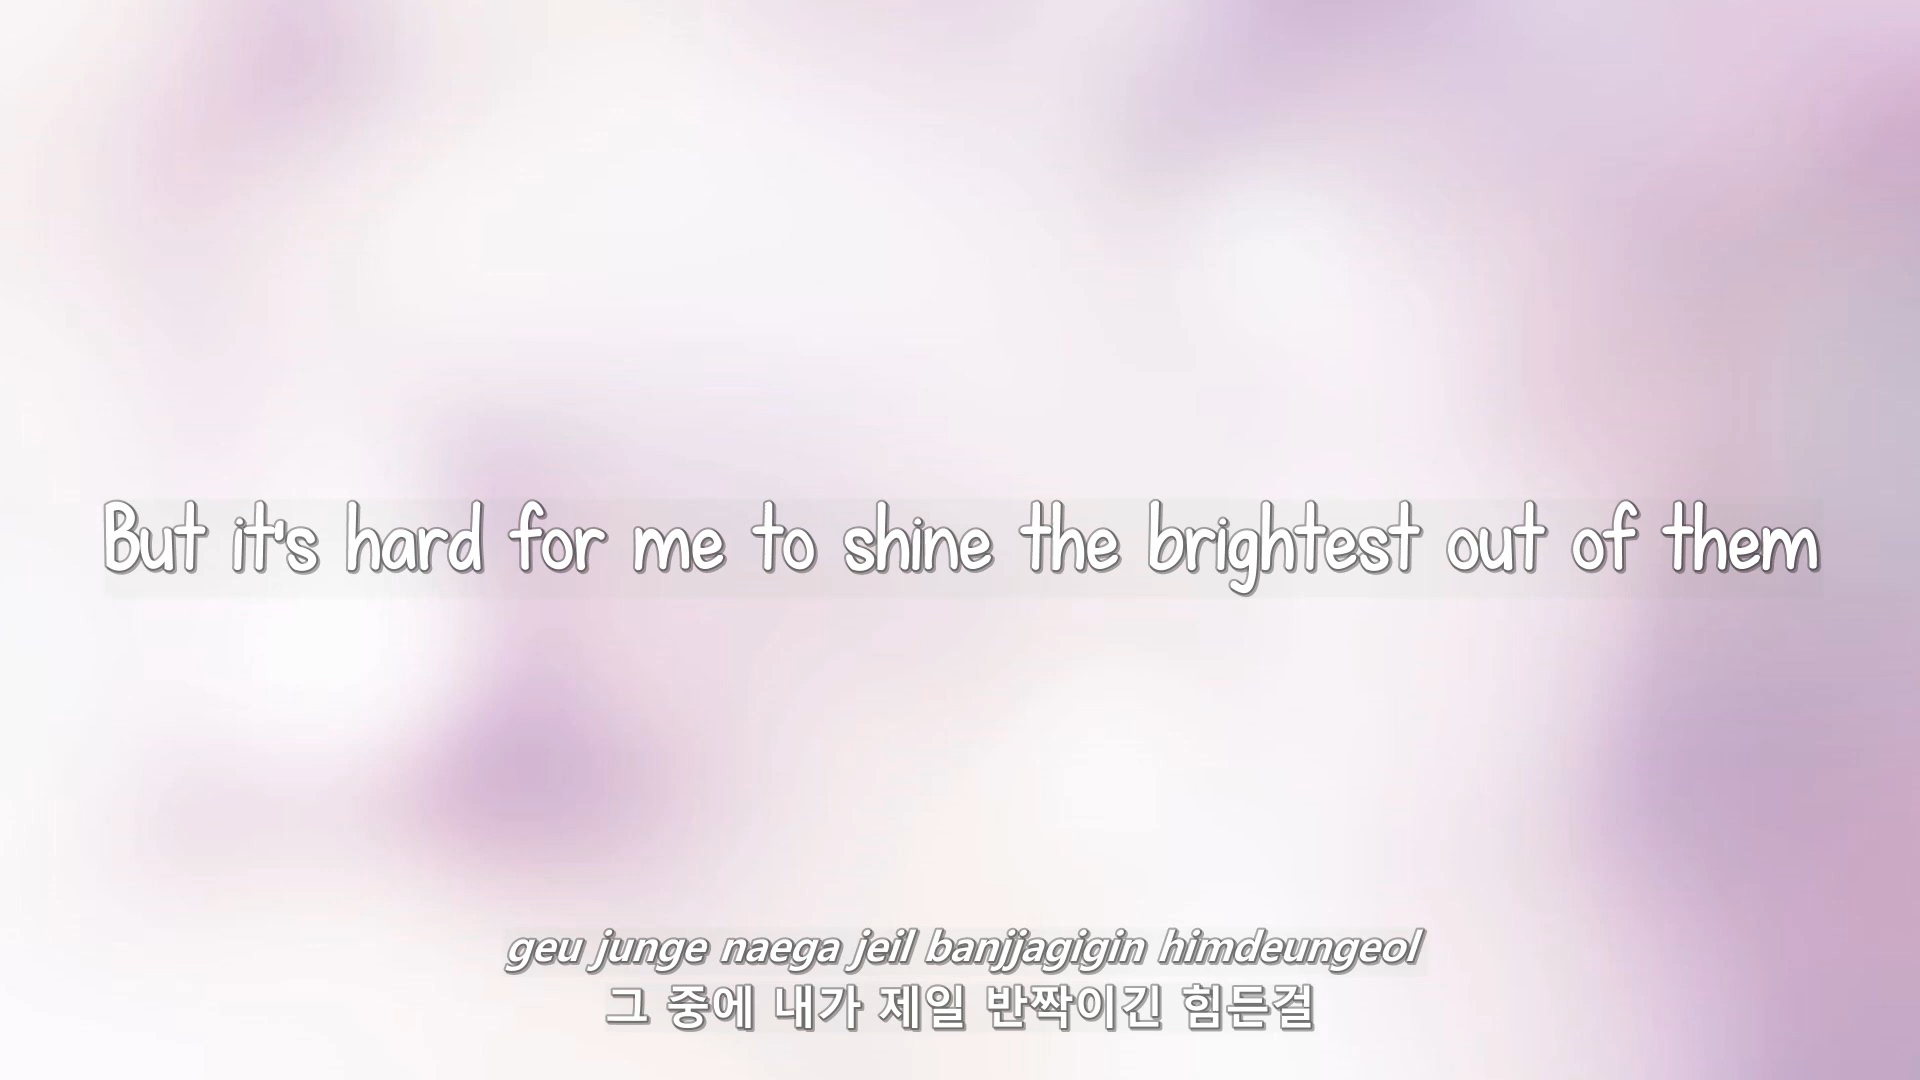 But it's hard for me to shine the brightest out of them
geu junge naega jeil banjjagigin himdeungeol
그 중에 내가 제일 반짝이긴 힘든걸